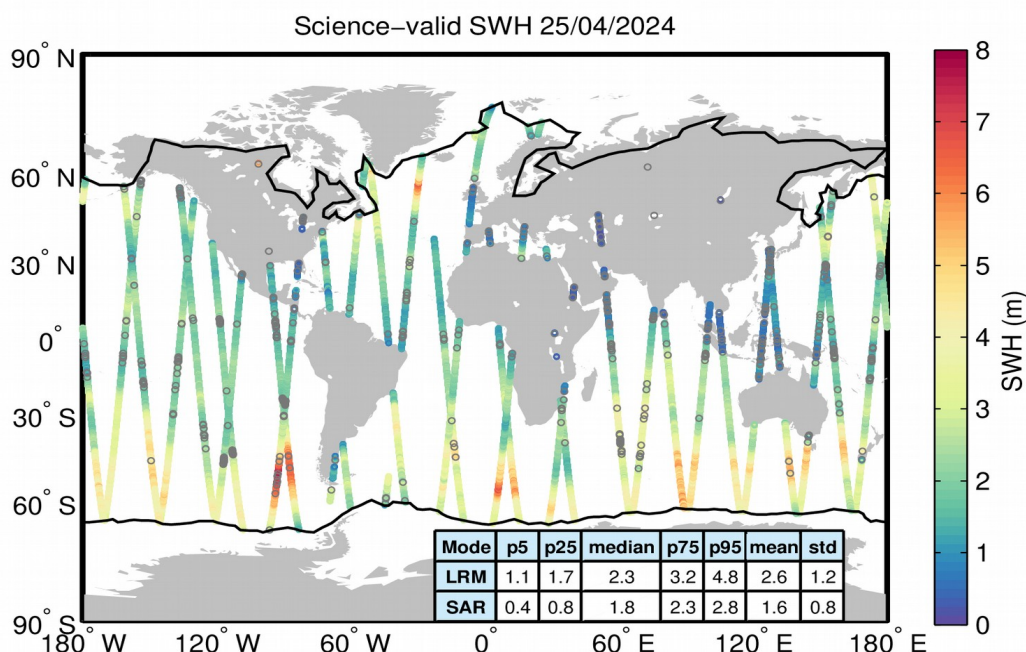 Science–valid SWH 25/04/2024
90° N
60° N
30° N
0°
30° S
60° S
90° S
180° W
120° W
60° W
0°
60° E
120° E
180° E
8
7
6
5
4
3
2
1
0
SWH (m)
Mode p5 p25 median p75 p95 mean std
LRM 1.1 1.7 2.3 3.2 4.8 2.6 1.2
SAR 0.4 0.8 1.8 2.3 2.8 1.6 0.8